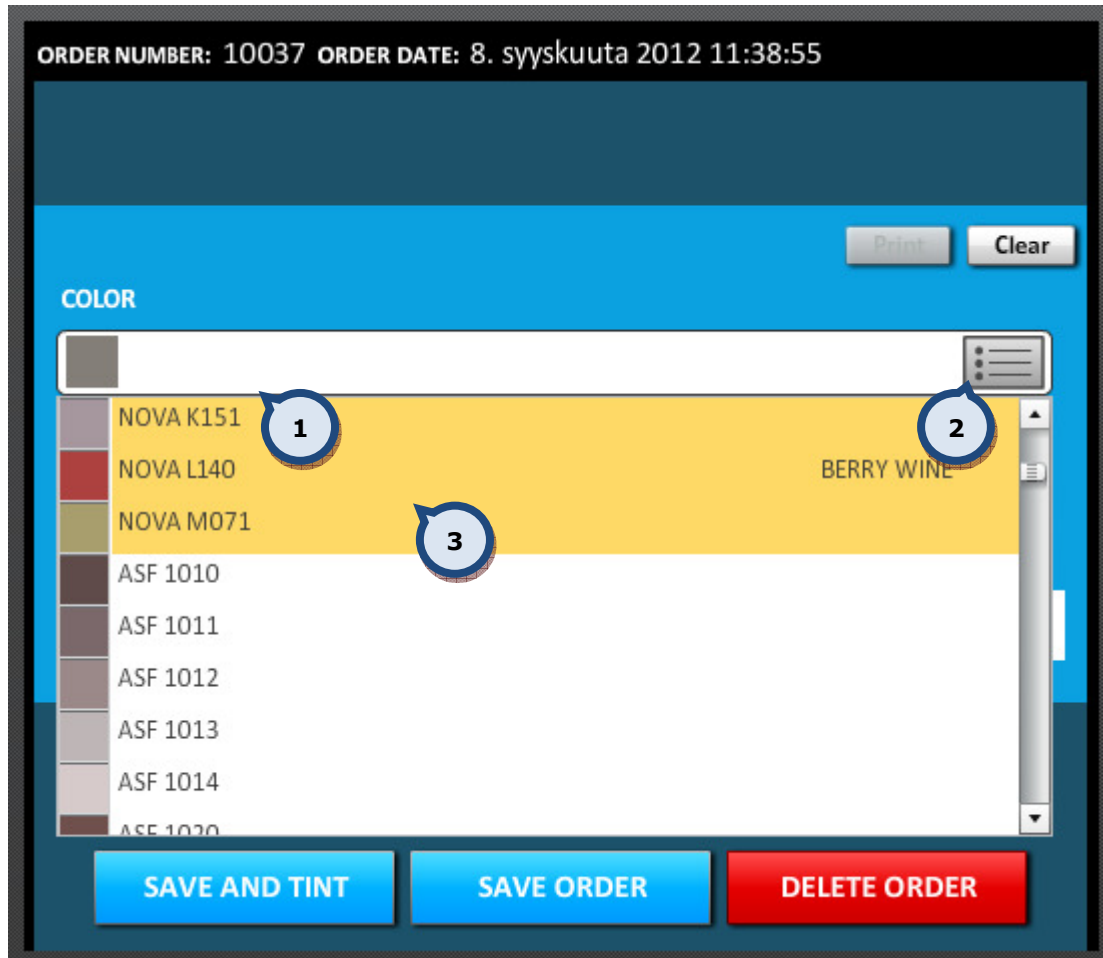 ORDER NUMBER: 10037 ORDER DATE: 8. syyskuuta 2012 11:38:55
Print Clear
COLOR
NOVA K151
1
2
NOVA L140 BERRY WINE
NOVA M071
3
ASF 1010
ASF 1011
ASF 1012
ASF 1013
ASF 1014
ASF 1020
SAVE AND TINT SAVE ORDER DELETE ORDER